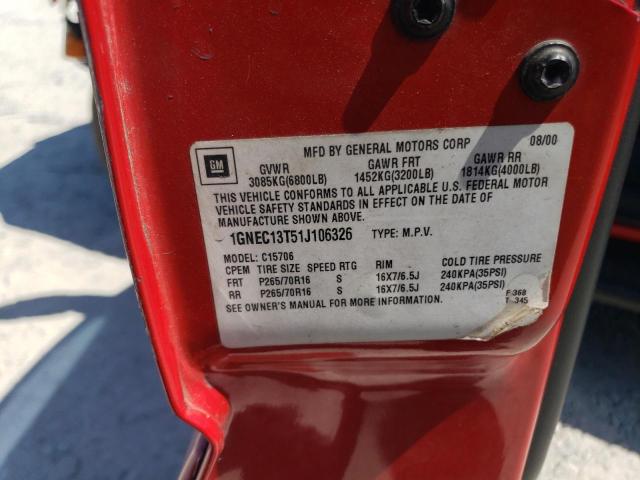 MFD BY GENERAL MOTORS CORP 08/00
GM
GVWR GAWR FRT GAWR RR
3085KG(6800LB) 1452KG(3200LB) 1814KG(4000LB)
THIS VEHICLE CONFORMS TO ALL APPLICABLE U.S. FEDERAL MOTOR
VEHICLE SAFETY STANDARDS IN EFFECT ON THE DATE OF
MANUFACTURE SHOWN ABOVE.
1GNEC13T51J106326 TYPE: M.P.V.
MODEL: C15706
CPEM TIRE SIZE SPEED RTG RIM COLD TIRE PRESSURE
FRT P265/70R16 S 16X7/6.5J 240KPA(35PSI)
RR P265/70R16 S 16X7/6.5J 240KPA(35PSI)
SEE OWNER'S MANUAL FOR MORE INFORMATION.
F-368
T 345